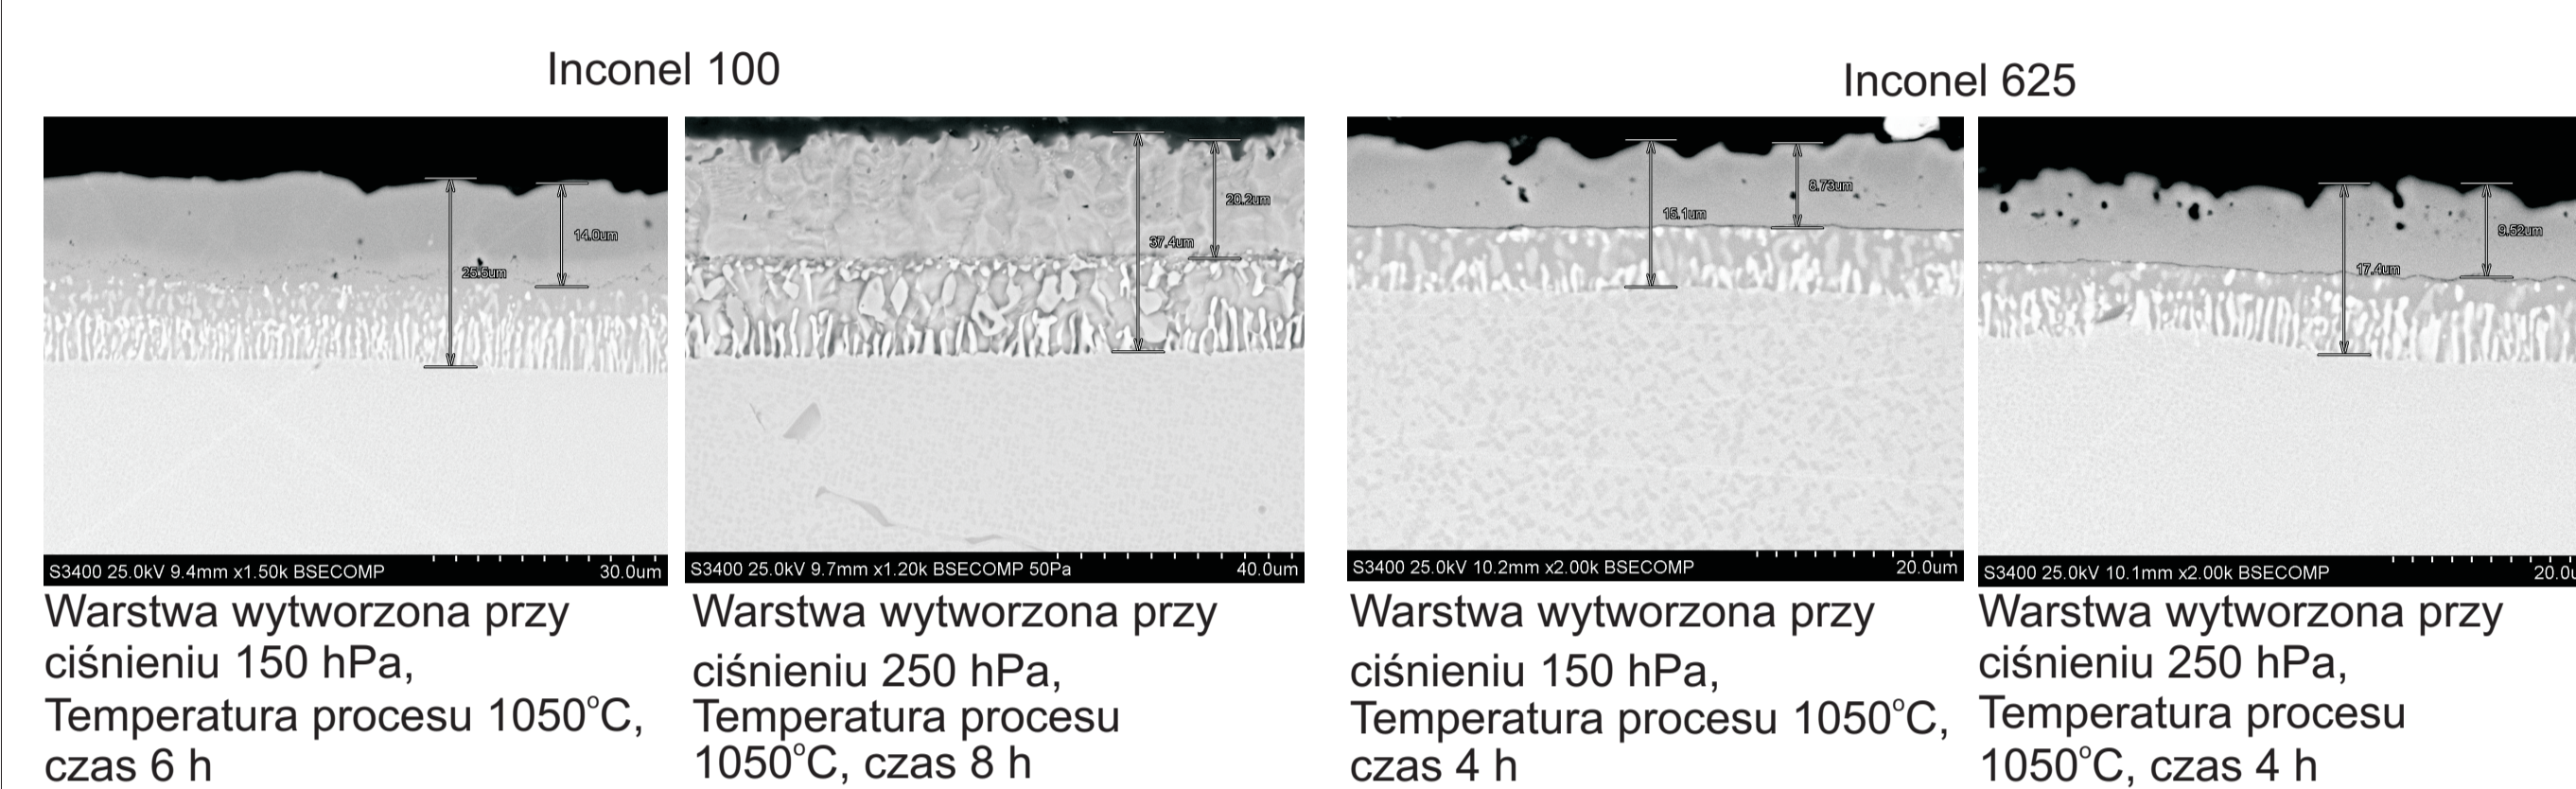 Inconel 100
Inconel 625
14.0um
25.5um
20.2um
37.4um
8.73um
15.1um
9.52um
17.4um
S3400 25.0kV 9.4mm x1.50k BSECOMP 30.0um
S3400 25.0kV 9.7mm x1.20k BSECOMP 50Pa 40.0um
S3400 25.0kV 10.2mm x2.00k BSECOMP 20.0um
S3400 25.0kV 10.1mm x2.00k BSECOMP 20.0u
Warstwa wytworzona przy
ciśnieniu 150 hPa,
Temperatura procesu 1050°C,
czas 6 h
Warstwa wytworzona przy
ciśnieniu 250 hPa,
Temperatura procesu
1050°C, czas 8 h
Warstwa wytworzona przy
ciśnieniu 150 hPa,
Temperatura procesu 1050°C,
czas 4 h
Warstwa wytworzona przy
ciśnieniu 250 hPa,
Temperatura procesu
1050°C, czas 4 h